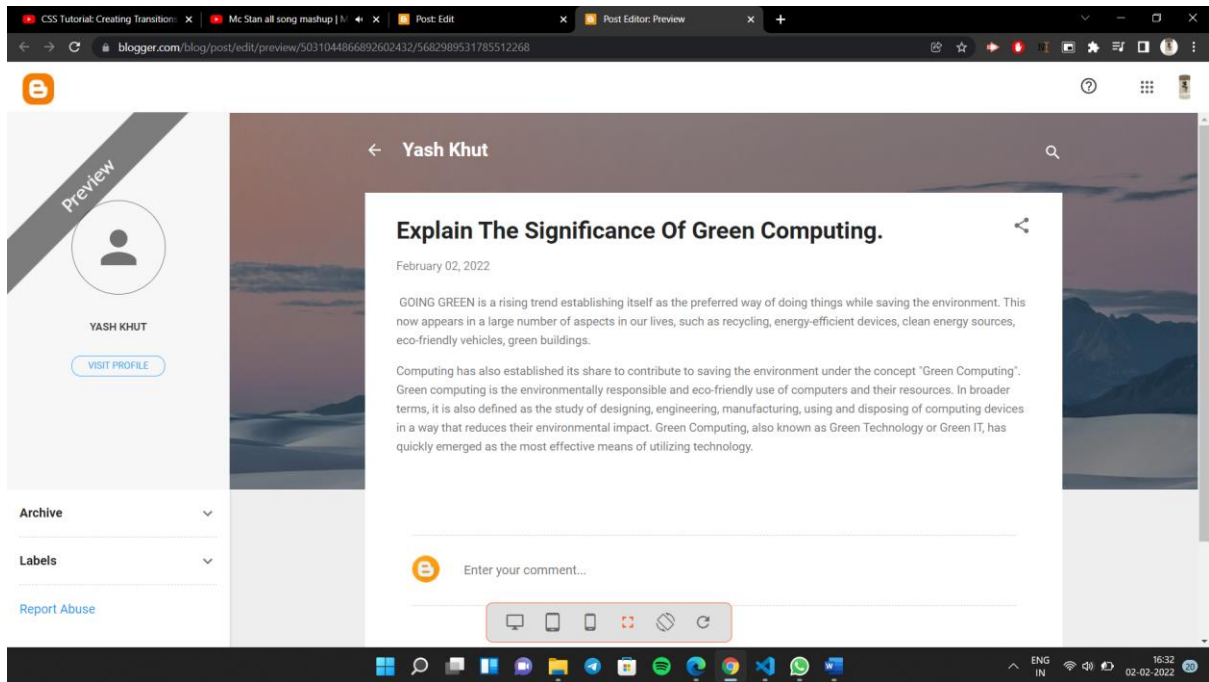 CSS Tutorial: Creating Transition:
Mc Stan all song mashup | M
Post: Edit
Post Editor: Preview
blogger.com/blog/post/edit/preview/5031044866892602432/5682989531785512268
Preview
YASH KHUT
VISIT PROFILE
Archive
Labels
Report Abuse
Yash Khut
Explain The Significance Of Green Computing.
February 02, 2022
GOING GREEN is a rising trend establishing itself as the preferred way of doing things while saving the environment. This
now appears in a large number of aspects in our lives, such as recycling, energy-efficient devices, clean energy sources,
eco-friendly vehicles, green buildings.
Computing has also established its share to contribute to saving the environment under the concept "Green Computing".
Green computing is the environmentally responsible and eco-friendly use of computers and their resources. In broader
terms, it is also defined as the study of designing, engineering, manufacturing, using and disposing of computing devices
in a way that reduces their environmental impact. Green Computing, also known as Green Technology or Green IT, has
quickly emerged as the most effective means of utilizing technology.
Enter your comment...
ENG
IN
16:32
02-02-2022
20